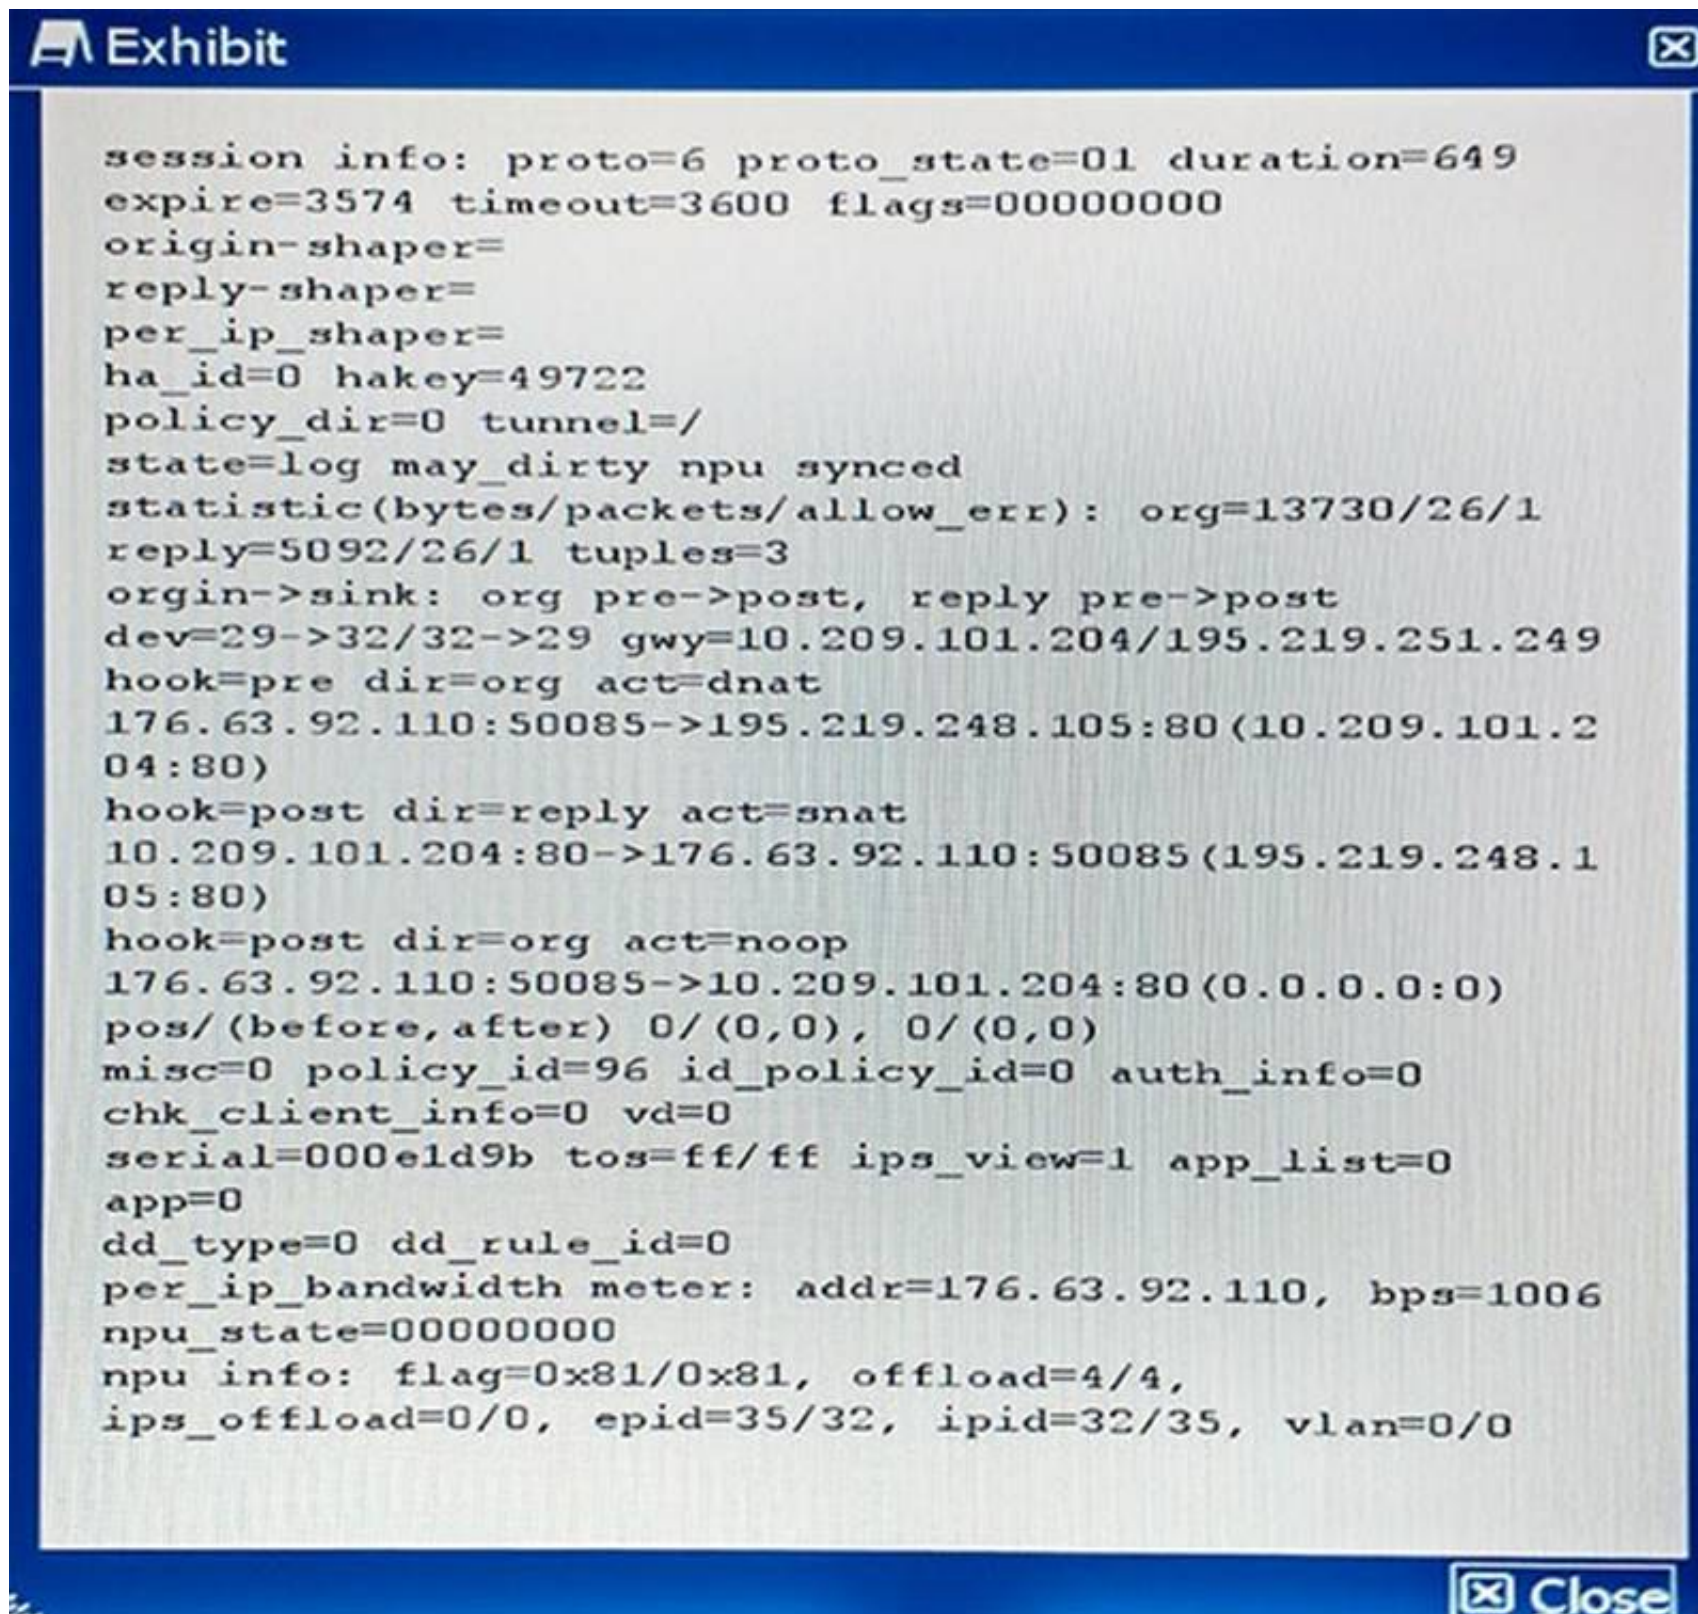 Exhibit
session info: proto=6 proto_state=01 duration=649
expire=3574 timeout=3600 flags=00000000
origin-shaper=
reply-shaper=
per_ip_shaper=
ha_id=0 hakey=49722
policy_dir=0 tunnel=/
state=log may_dirty npu synced
statistic(bytes/packets/allow_err): org=13730/26/1
reply=5092/26/1 tuples=3
orgin->sink: org pre->post, reply pre->post
dev=29->32/32->29 gwy=10.209.101.204/195.219.251.249
hook=pre dir=org act=dnat
176.63.92.110:50085->195.219.248.105:80(10.209.101.2
04:80)
hook=post dir=reply act=snat
10.209.101.204:80->176.63.92.110:50085(195.219.248.1
05:80)
hook=post dir=org act=noop
176.63.92.110:50085->10.209.101.204:80(0.0.0.0:0)
pos/(before,after) 0/(0,0), 0/(0,0)
misc=0 policy_id=96 id_policy_id=0 auth_info=0
chk_client_info=0 vd=0
serial=000e1d9b tos=ff/ff ips_view=1 app_list=0
app=0
dd_type=0 dd_rule_id=0
per_ip_bandwidth meter: addr=176.63.92.110, bps=1006
npu_state=00000000
npu info: flag=0x81/0x81, offload=4/4,
ips_offload=0/0, epid=35/32, ipid=32/35, vlan=0/0
Close